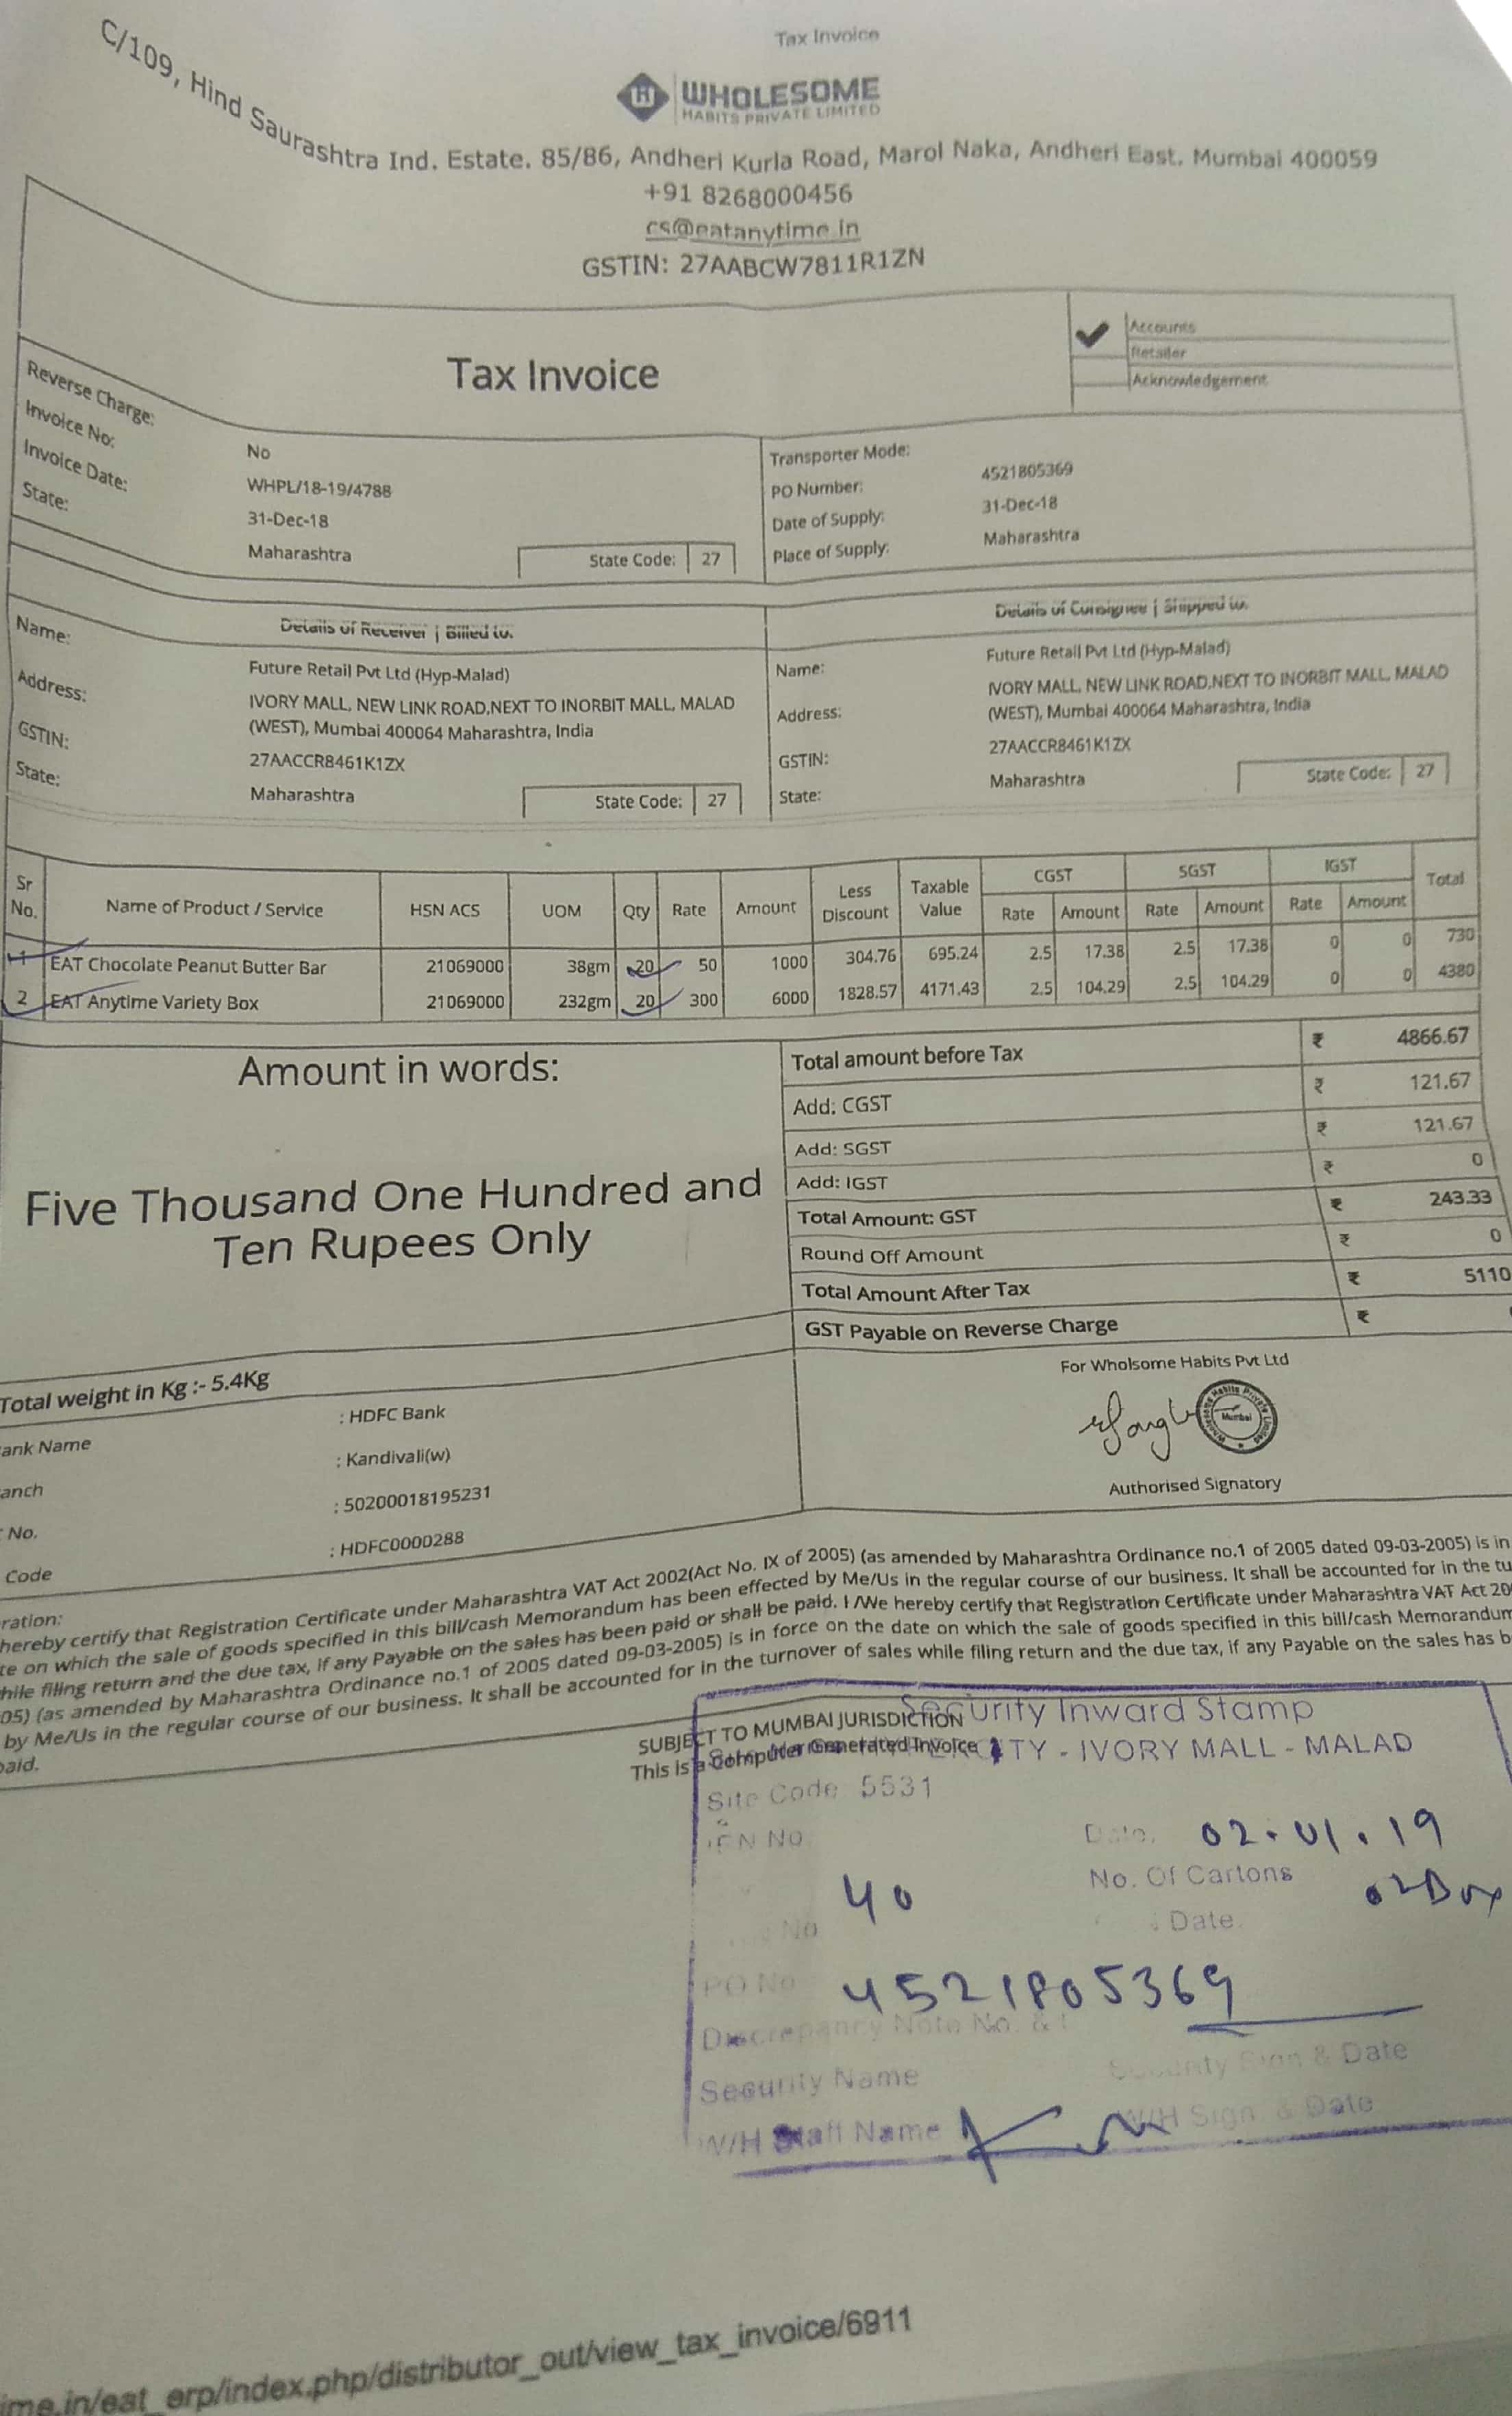 Tax Invoice
WHOLESOME
HABITS PRIVATE LIMITED
C/109, Hind Saurashtra Ind. Estate. 85/86, Andheri Kurla Road, Marol Naka, Andheri East. Mumbai 400059
+91 8268000456
cs@eatanytime.in
GSTIN: 27AABCW7811R1ZN
Tax Invoice
Accounts
Retailer
Acknowledgement
Reverse Charge: No
Invoice No: WHPL/18-19/4788
Invoice Date: 31-Dec-18
State: Maharashtra State Code: 27
Transporter Mode:
PO Number: 4521805369
Date of Supply: 31-Dec-18
Place of Supply: Maharashtra
Details of Receiver | Billed to:
Name: Future Retail Pvt Ltd (Hyp-Malad)
Address: IVORY MALL, NEW LINK ROAD,NEXT TO INORBIT MALL, MALAD
(WEST), Mumbai 400064 Maharashtra, India
GSTIN: 27AACCR8461K1ZX
State: Maharashtra State Code: 27
Details of Consignee | Shipped to:
Name: Future Retail Pvt Ltd (Hyp-Malad)
Address: IVORY MALL, NEW LINK ROAD,NEXT TO INORBIT MALL, MALAD
(WEST), Mumbai 400064 Maharashtra, India
GSTIN: 27AACCR8461K1ZX
State: Maharashtra State Code: 27
Sr No. Name of Product / Service HSN ACS UOM Qty Rate Amount Less Discount Taxable Value CGST Rate Amount SGST Rate Amount IGST Rate Amount Total
1 EAT Chocolate Peanut Butter Bar 21069000 38gm 20 50 1000 304.76 695.24 2.5 17.38 2.5 17.38 0 0 730
2 EAT Anytime Variety Box 21069000 232gm 20 300 6000 1828.57 4171.43 2.5 104.29 2.5 104.29 0 0 4380
Amount in words:
Five Thousand One Hundred and
Ten Rupees Only
Total amount before Tax ₹ 4866.67
Add: CGST ₹ 121.67
Add: SGST ₹ 121.67
Add: IGST ₹ 0
Total Amount: GST ₹ 243.33
Round Off Amount ₹ 0
Total Amount After Tax ₹ 5110
GST Payable on Reverse Charge ₹
Total weight in Kg :- 5.4Kg
ank Name : HDFC Bank
anch : Kandivali(w)
No. : 50200018195231
Code : HDFC0000288
For Wholsome Habits Pvt Ltd
Mumbai
Authorised Signatory
ration:
hereby certify that Registration Certificate under Maharashtra VAT Act 2002(Act No. IX of 2005) (as amended by Maharashtra Ordinance no.1 of 2005 dated 09-03-2005) is in
te on which the sale of goods specified in this bill/cash Memorandum has been effected by Me/Us in the regular course of our business. It shall be accounted for in the tu
hile filing return and the due tax, if any Payable on the sales has been paid or shall be paid. I /We hereby certify that Registration Certificate under Maharashtra VAT Act 20
05) (as amended by Maharashtra Ordinance no.1 of 2005 dated 09-03-2005) is in force on the date on which the sale of goods specified in this bill/cash Memorandum
by Me/Us in the regular course of our business. It shall be accounted for in the turnover of sales while filing return and the due tax, if any Payable on the sales has b
paid.
SUBJECT TO MUMBAI JURISDICTION
This is a Computer Generated Invoice
Security Inward Stamp
CITY - IVORY MALL - MALAD
Site Code 5531
No
Date. 02.01.19
40
No. Of Cartons 02 Box
No
Date.
PO No 4521805369
Discrepancy Note No. &
Security Name
Security Sign & Date
W/H Staff Name
W/H Sign & Date
ime.in/eat_erp/index.php/distributor_out/view_tax_invoice/6911